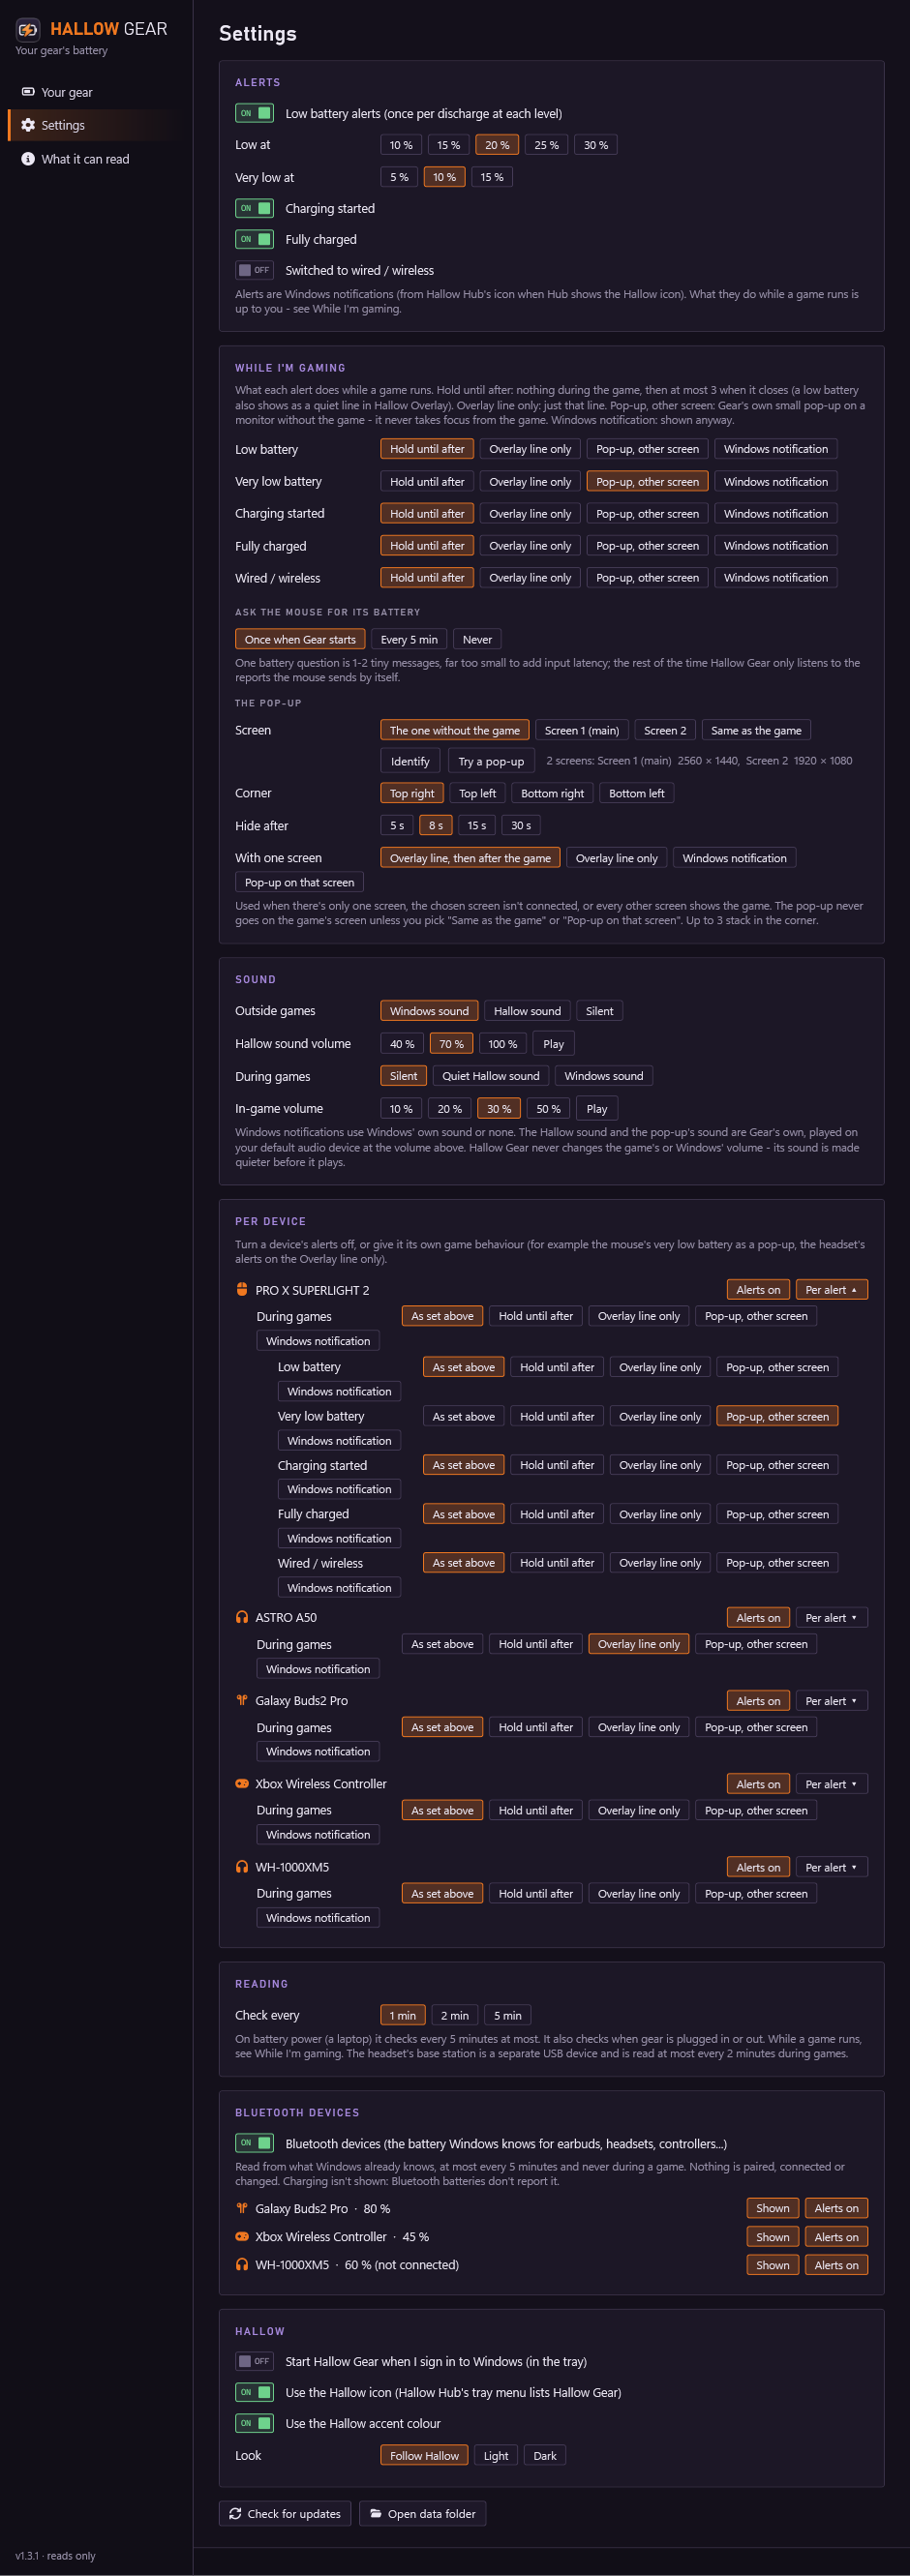 HALLOW GEAR
Your gear's battery
Your gear
Settings
What it can read
Settings
ALERTS
ON Low battery alerts (once per discharge at each level)
Low at 10 % 15 % 20 % 25 % 30 %
Very low at 5 % 10 % 15 %
ON Charging started
ON Fully charged
OFF Switched to wired / wireless
Alerts are Windows notifications (from Hallow Hub's icon when Hub shows the Hallow icon). What they do while a game runs is
up to you - see While I'm gaming.
WHILE I'M GAMING
What each alert does while a game runs. Hold until after: nothing during the game, then at most 3 when it closes (a low battery
also shows as a quiet line in Hallow Overlay). Overlay line only: just that line. Pop-up, other screen: Gear's own small pop-up on a
monitor without the game - it never takes focus from the game. Windows notification: shown anyway.
Low battery Hold until after Overlay line only Pop-up, other screen Windows notification
Very low battery Hold until after Overlay line only Pop-up, other screen Windows notification
Charging started Hold until after Overlay line only Pop-up, other screen Windows notification
Fully charged Hold until after Overlay line only Pop-up, other screen Windows notification
Wired / wireless Hold until after Overlay line only Pop-up, other screen Windows notification
ASK THE MOUSE FOR ITS BATTERY
Once when Gear starts Every 5 min Never
One battery question is 1-2 tiny messages, far too small to add input latency; the rest of the time Hallow Gear only listens to the
reports the mouse sends by itself.
THE POP-UP
Screen The one without the game Screen 1 (main) Screen 2 Same as the game
Identify Try a pop-up 2 screens: Screen 1 (main) 2560 × 1440, Screen 2 1920 × 1080
Corner Top right Top left Bottom right Bottom left
Hide after 5 s 8 s 15 s 30 s
With one screen Overlay line, then after the game Overlay line only Windows notification
Pop-up on that screen
Used when there's only one screen, the chosen screen isn't connected, or every other screen shows the game. The pop-up never
goes on the game's screen unless you pick "Same as the game" or "Pop-up on that screen". Up to 3 stack in the corner.
SOUND
Outside games Windows sound Hallow sound Silent
Hallow sound volume 40 % 70 % 100 % Play
During games Silent Quiet Hallow sound Windows sound
In-game volume 10 % 20 % 30 % 50 % Play
Windows notifications use Windows' own sound or none. The Hallow sound and the pop-up's sound are Gear's own, played on
your default audio device at the volume above. Hallow Gear never changes the game's or Windows' volume - its sound is made
quieter before it plays.
PER DEVICE
Turn a device's alerts off, or give it its own game behaviour (for example the mouse's very low battery as a pop-up, the headset's
alerts on the Overlay line only).
PRO X SUPERLIGHT 2 Alerts on Per alert ▴
During games As set above Hold until after Overlay line only Pop-up, other screen
Windows notification
Low battery As set above Hold until after Overlay line only Pop-up, other screen
Windows notification
Very low battery As set above Hold until after Overlay line only Pop-up, other screen
Windows notification
Charging started As set above Hold until after Overlay line only Pop-up, other screen
Windows notification
Fully charged As set above Hold until after Overlay line only Pop-up, other screen
Windows notification
Wired / wireless As set above Hold until after Overlay line only Pop-up, other screen
Windows notification
ASTRO A50 Alerts on Per alert ▾
During games As set above Hold until after Overlay line only Pop-up, other screen
Windows notification
Galaxy Buds2 Pro Alerts on Per alert ▾
During games As set above Hold until after Overlay line only Pop-up, other screen
Windows notification
Xbox Wireless Controller Alerts on Per alert ▾
During games As set above Hold until after Overlay line only Pop-up, other screen
Windows notification
WH-1000XM5 Alerts on Per alert ▾
During games As set above Hold until after Overlay line only Pop-up, other screen
Windows notification
READING
Check every 1 min 2 min 5 min
On battery power (a laptop) it checks every 5 minutes at most. It also checks when gear is plugged in or out. While a game runs,
see While I'm gaming. The headset's base station is a separate USB device and is read at most every 2 minutes during games.
BLUETOOTH DEVICES
ON Bluetooth devices (the battery Windows knows for earbuds, headsets, controllers...)
Read from what Windows already knows, at most every 5 minutes and never during a game. Nothing is paired, connected or
changed. Charging isn't shown: Bluetooth batteries don't report it.
Galaxy Buds2 Pro · 80 % Shown Alerts on
Xbox Wireless Controller · 45 % Shown Alerts on
WH-1000XM5 · 60 % (not connected) Shown Alerts on
HALLOW
OFF Start Hallow Gear when I sign in to Windows (in the tray)
ON Use the Hallow icon (Hallow Hub's tray menu lists Hallow Gear)
ON Use the Hallow accent colour
Look Follow Hallow Light Dark
Check for updates Open data folder
v1.3.1 · reads only